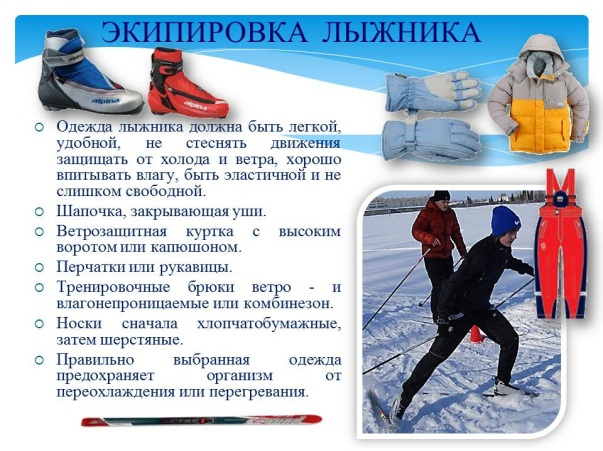 ЭКИПИРОВКА ЛЫЖНИКА
alpina
alpina
Одежда лыжника должна быть легкой,
удобной, не стеснять движения
защищать от холода и ветра, хорошо
впитывать влагу, быть эластичной и не
слишком свободной.
Шапочка, закрывающая уши.
Ветрозащитная куртка с высоким
воротом или капюшоном.
Перчатки или рукавицы.
Тренировочные брюки ветро - и
влагонепроницаемые или комбинезон.
Носки сначала хлопчатобумажные,
затем шерстяные.
Правильно выбранная одежда
предохраняет организм от
переохлаждения или перегревания.